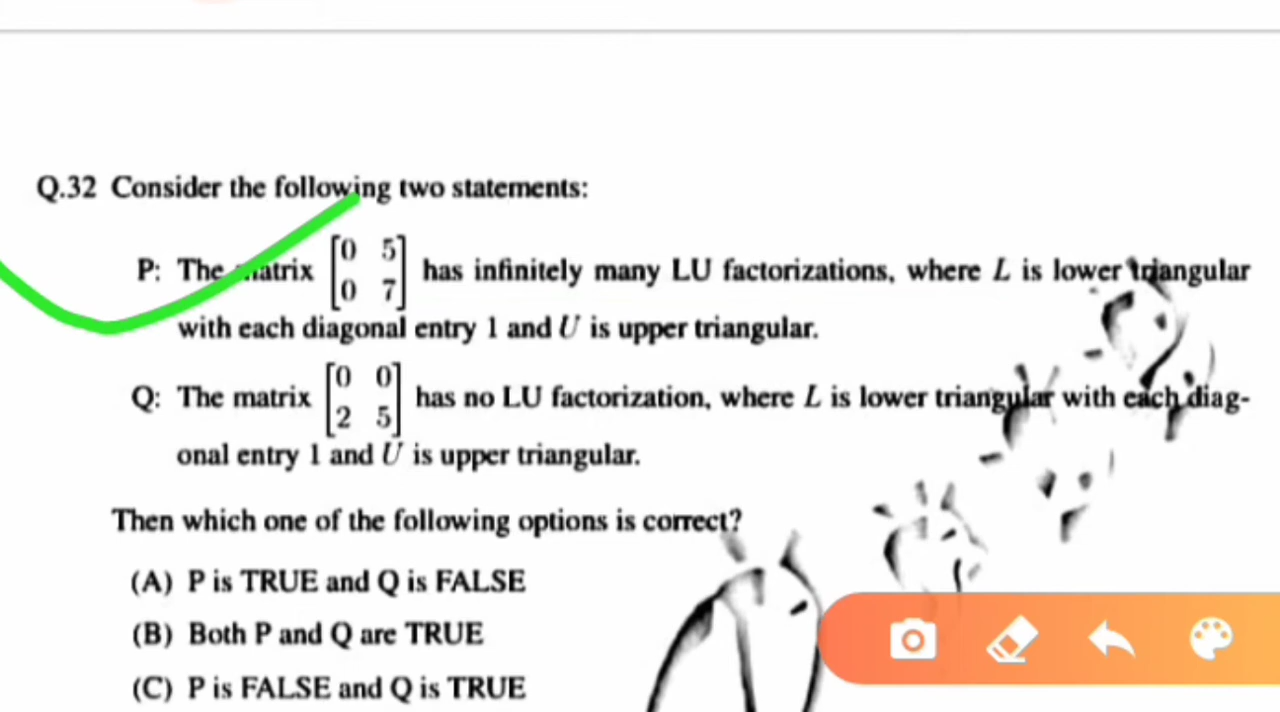 Q.32 Consider the following two statements:
P: The matrix [0 5; 0 7] has infinitely many LU factorizations, where L is lower triangular
with each diagonal entry 1 and U is upper triangular.
Q: The matrix [0 0; 2 5] has no LU factorization, where L is lower triangular with each diag-
onal entry 1 and U is upper triangular.
Then which one of the following options is correct?
(A) P is TRUE and Q is FALSE
(B) Both P and Q are TRUE
(C) P is FALSE and Q is TRUE